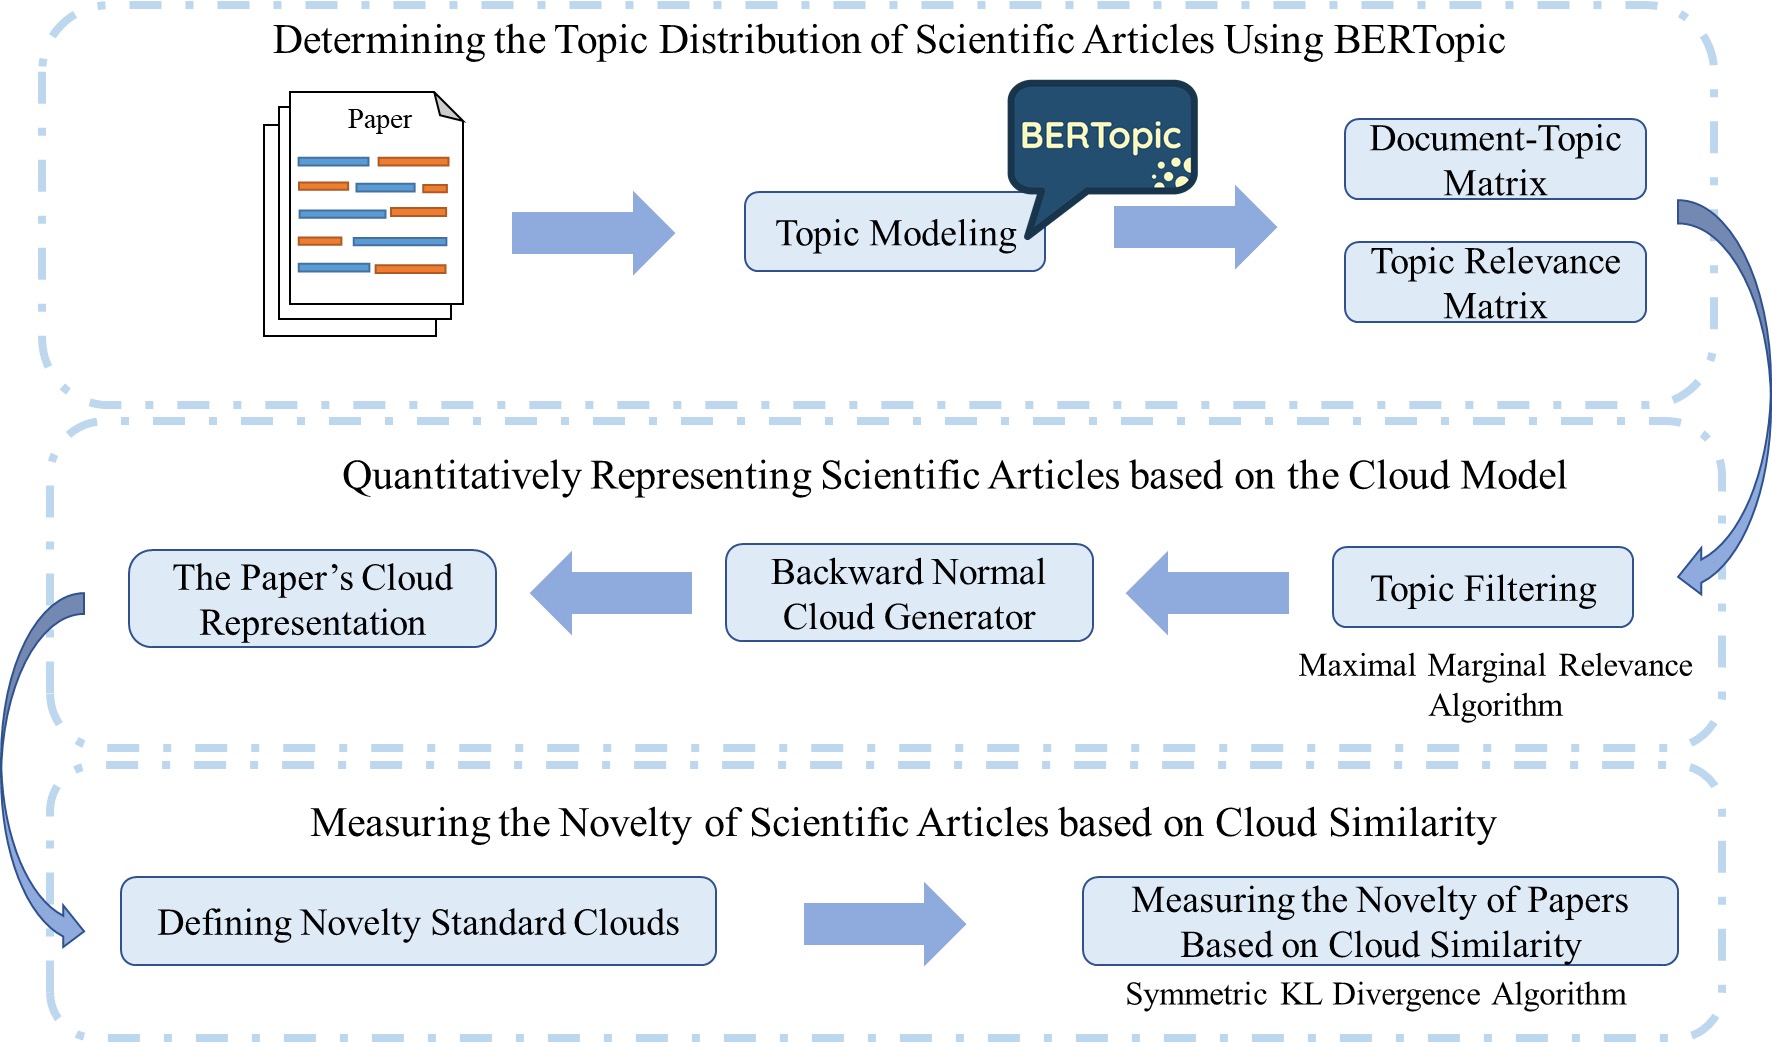 Determining the Topic Distribution of Scientific Articles Using BERTopic
Paper
BERTopic
Topic Modeling
Document-Topic
Matrix
Topic Relevance
Matrix
Quantitatively Representing Scientific Articles based on the Cloud Model
The Paper’s Cloud
Representation
Backward Normal
Cloud Generator
Topic Filtering
Maximal Marginal Relevance
Algorithm
Measuring the Novelty of Scientific Articles based on Cloud Similarity
Defining Novelty Standard Clouds
Measuring the Novelty of Papers
Based on Cloud Similarity
Symmetric KL Divergence Algorithm